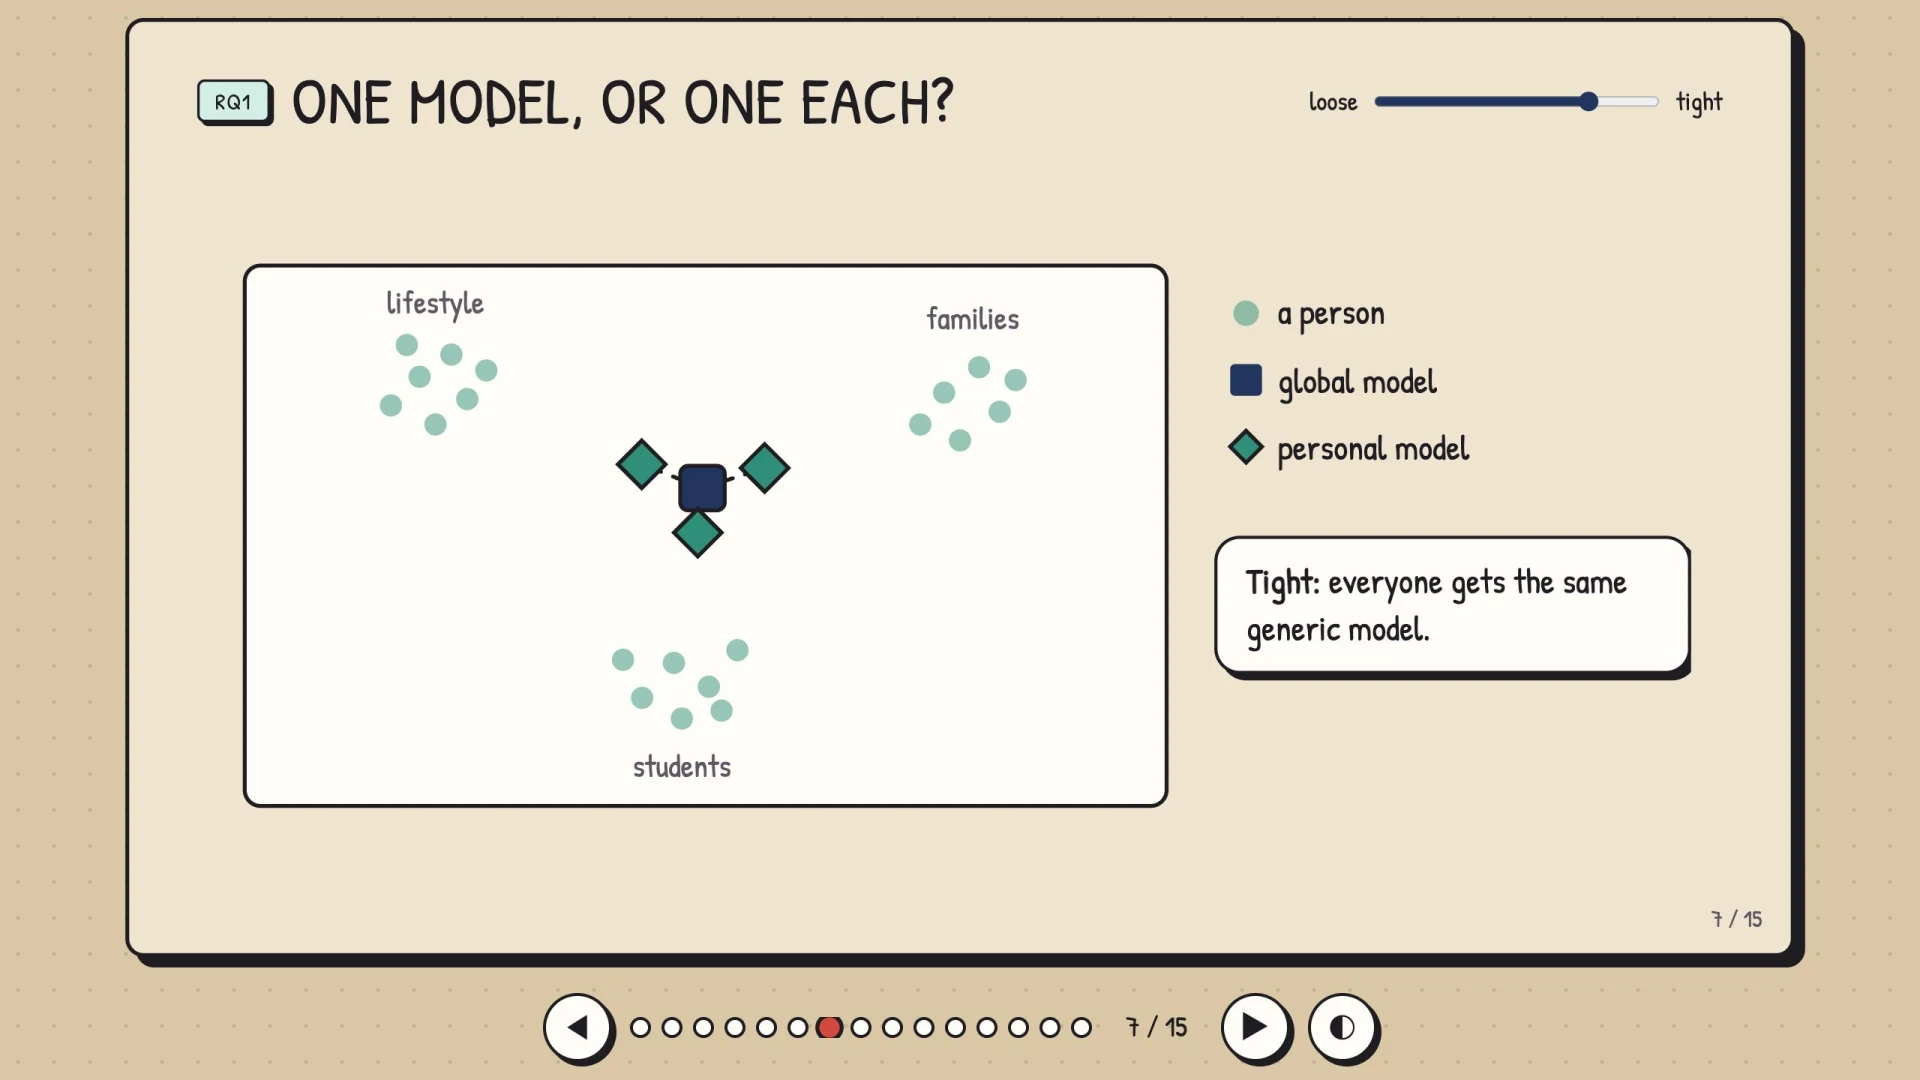 RQ1
ONE MODEL, OR ONE EACH?
loose
tight
lifestyle
families
students
a person
global model
personal model
Tight: everyone gets the same
generic model.
7 / 15
7 / 15